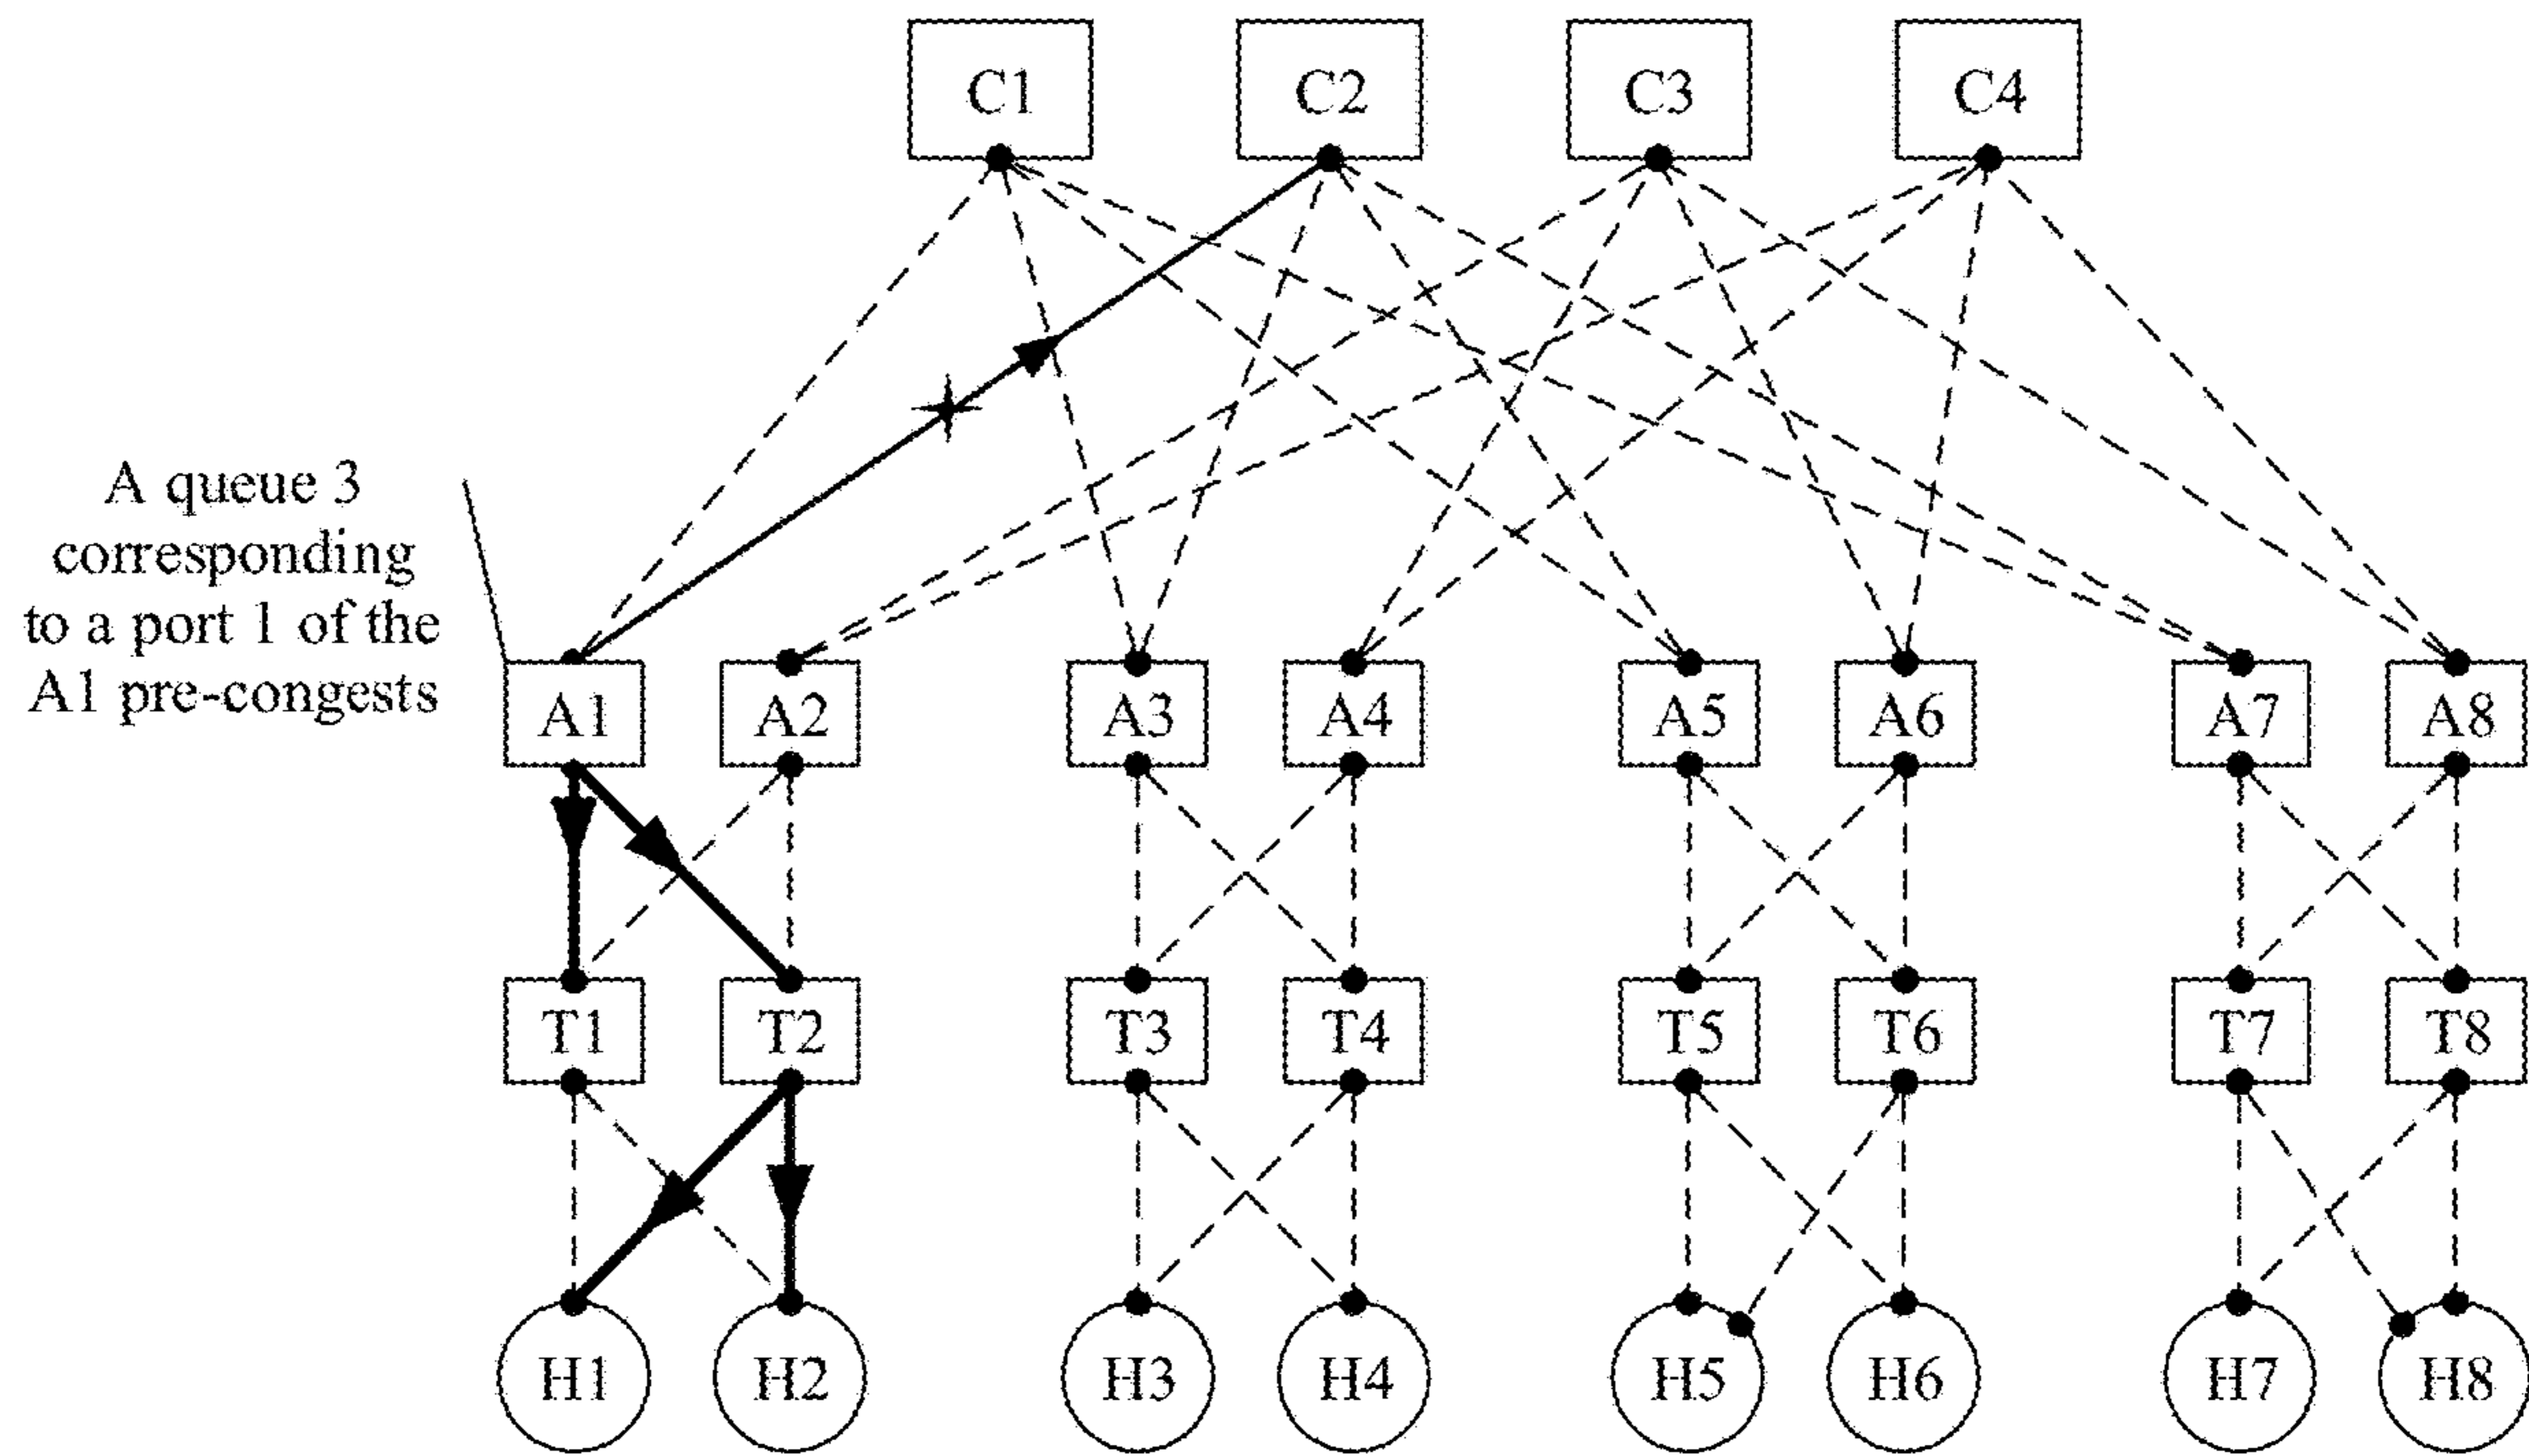 C1 C2 C3 C4
A queue 3
corresponding
to a port 1 of the
A1 pre-congests
A1 A2 A3 A4 A5 A6 A7 A8
T1 T2 T3 T4 T5 T6 T7 T8
H1 H2 H3 H4 H5 H6 H7 H8